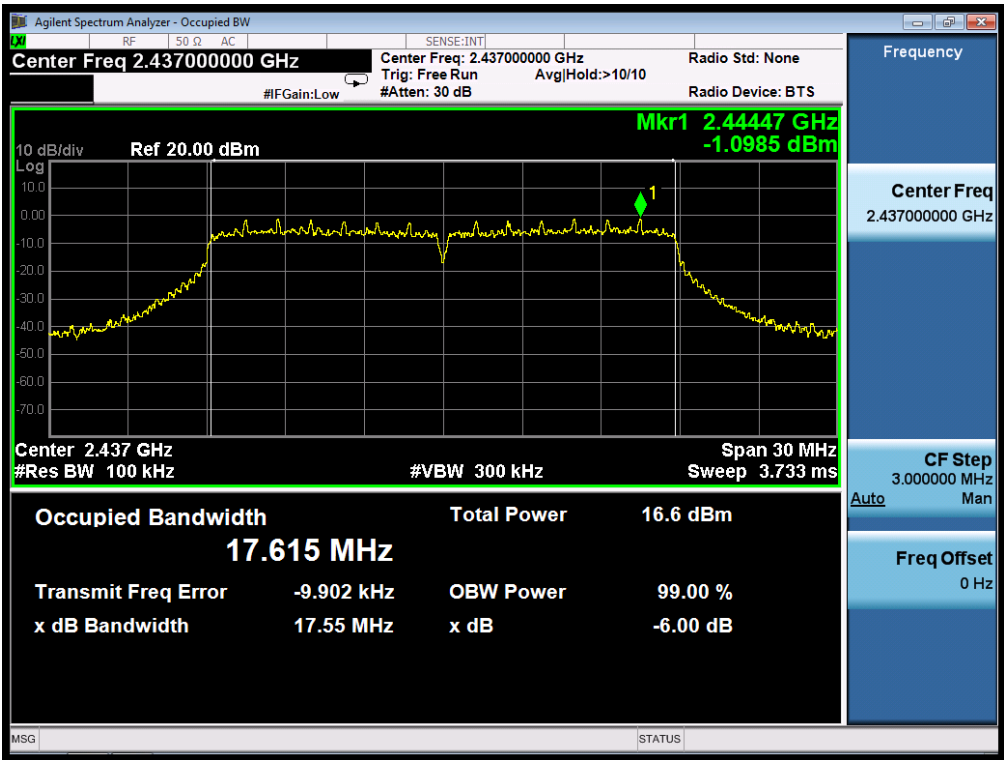 Agilent Spectrum Analyzer - Occupied BW
LXI RF 50 Ω AC SENSE:INT
Center Freq 2.437000000 GHz
#IFGain:Low
Center Freq: 2.437000000 GHz
Trig: Free Run Avg|Hold:>10/10
#Atten: 30 dB
Radio Std: None
Radio Device: BTS
Mkr1 2.44447 GHz
-1.0985 dBm
10 dB/div Ref 20.00 dBm
Log
10.0
0.00
-10.0
-20.0
-30.0
-40.0
-50.0
-60.0
-70.0
1
Center 2.437 GHz Span 30 MHz
#Res BW 100 kHz #VBW 300 kHz Sweep 3.733 ms
Occupied Bandwidth Total Power 16.6 dBm
17.615 MHz
Transmit Freq Error -9.902 kHz OBW Power 99.00 %
x dB Bandwidth 17.55 MHz x dB -6.00 dB
Frequency
Center Freq
2.437000000 GHz
CF Step
3.000000 MHz
Auto Man
Freq Offset
0 Hz
MSG STATUS